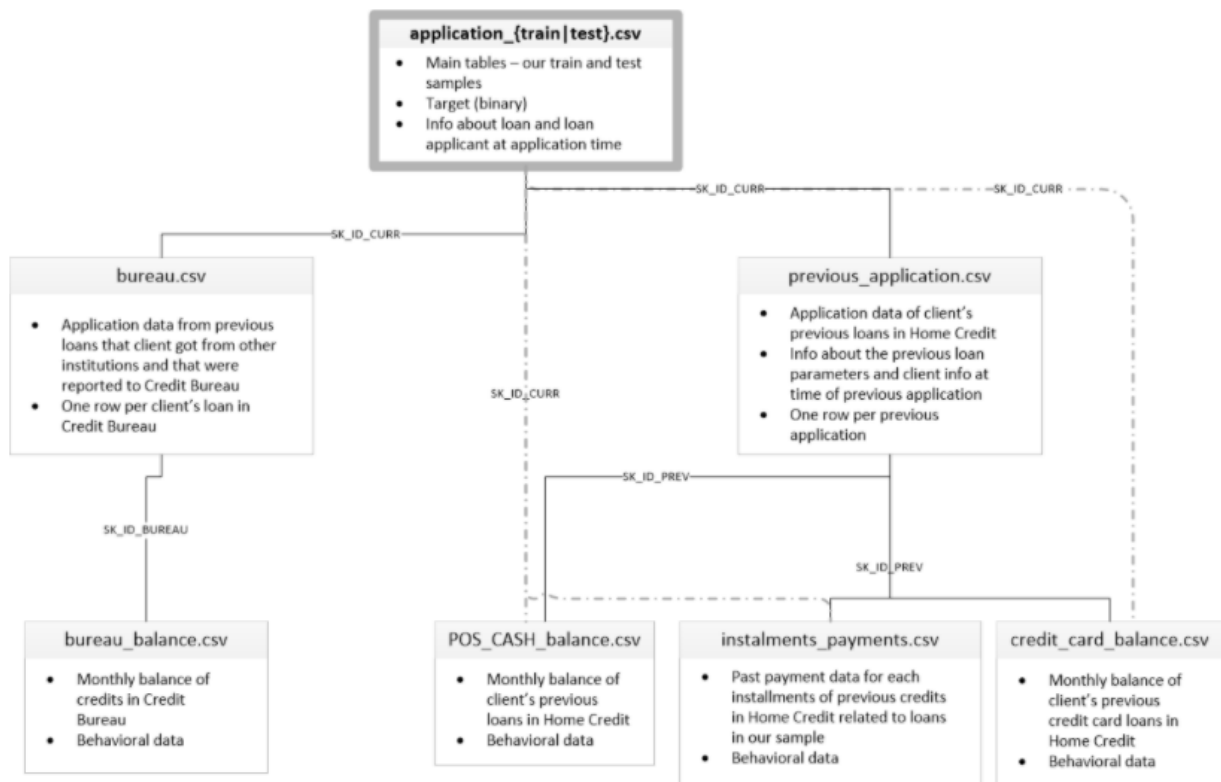 application_{train|test}.csv
• Main tables – our train and test
samples
• Target (binary)
• Info about loan and loan
applicant at application time
SK_ID_CURR
SK_ID_CURR
SK_ID_CURR
bureau.csv
• Application data from previous
loans that client got from other
institutions and that were
reported to Credit Bureau
• One row per client's loan in
Credit Bureau
SK_ID_CURR
previous_application.csv
• Application data of client's
previous loans in Home Credit
• Info about the previous loan
parameters and client info at
time of previous application
• One row per previous
application
SK_ID_PREV
SK_ID_BUREAU
SK_ID_PREV
bureau_balance.csv
• Monthly balance of
credits in Credit
Bureau
• Behavioral data
POS_CASH_balance.csv
• Monthly balance of
client's previous
loans in Home Credit
• Behavioral data
instalments_payments.csv
• Past payment data for each
installments of previous credits
in Home Credit related to loans
in our sample
• Behavioral data
credit_card_balance.csv
• Monthly balance of
client's previous
credit card loans in
Home Credit
• Behavioral data